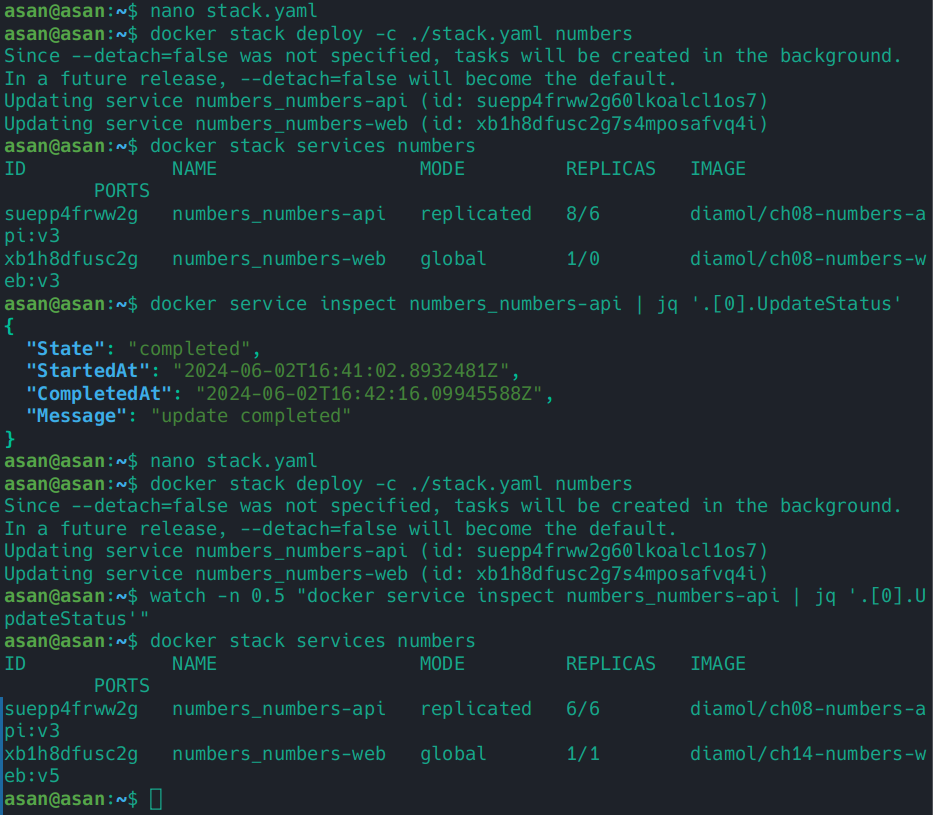 asan@asan:~$ nano stack.yaml
asan@asan:~$ docker stack deploy -c ./stack.yaml numbers
Since --detach=false was not specified, tasks will be created in the background.
In a future release, --detach=false will become the default.
Updating service numbers_numbers-api (id: suepp4frww2g60lkoalcl1os7)
Updating service numbers_numbers-web (id: xb1h8dfusc2g7s4mposafvq4i)
asan@asan:~$ docker stack services numbers
ID             NAME                  MODE         REPLICAS   IMAGE
        PORTS
suepp4frww2g   numbers_numbers-api   replicated   8/6        diamol/ch08-numbers-a
pi:v3
xb1h8dfusc2g   numbers_numbers-web   global       1/0        diamol/ch08-numbers-w
eb:v3
asan@asan:~$ docker service inspect numbers_numbers-api | jq '.[0].UpdateStatus'
{
  "State": "completed",
  "StartedAt": "2024-06-02T16:41:02.8932481Z",
  "CompletedAt": "2024-06-02T16:42:16.09945588Z",
  "Message": "update completed"
}
asan@asan:~$ nano stack.yaml
asan@asan:~$ docker stack deploy -c ./stack.yaml numbers
Since --detach=false was not specified, tasks will be created in the background.
In a future release, --detach=false will become the default.
Updating service numbers_numbers-api (id: suepp4frww2g60lkoalcl1os7)
Updating service numbers_numbers-web (id: xb1h8dfusc2g7s4mposafvq4i)
asan@asan:~$ watch -n 0.5 "docker service inspect numbers_numbers-api | jq '.[0].U
pdateStatus'"
asan@asan:~$ docker stack services numbers
ID             NAME                  MODE         REPLICAS   IMAGE
        PORTS
suepp4frww2g   numbers_numbers-api   replicated   6/6        diamol/ch08-numbers-a
pi:v3
xb1h8dfusc2g   numbers_numbers-web   global       1/1        diamol/ch14-numbers-w
eb:v5
asan@asan:~$